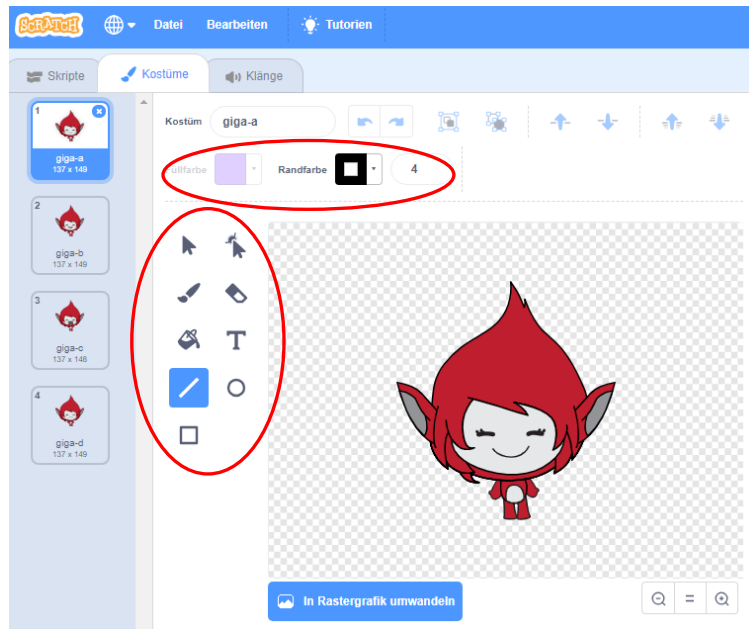 SCRATCH Datei Bearbeiten Tutorien
Skripte Kostüme Klänge
Kostüm giga-a
Füllfarbe Randfarbe 4
1
giga-a
137 x 149
2
giga-b
137 x 149
3
giga-c
137 x 148
4
giga-d
137 x 149
T
In Rastergrafik umwandeln